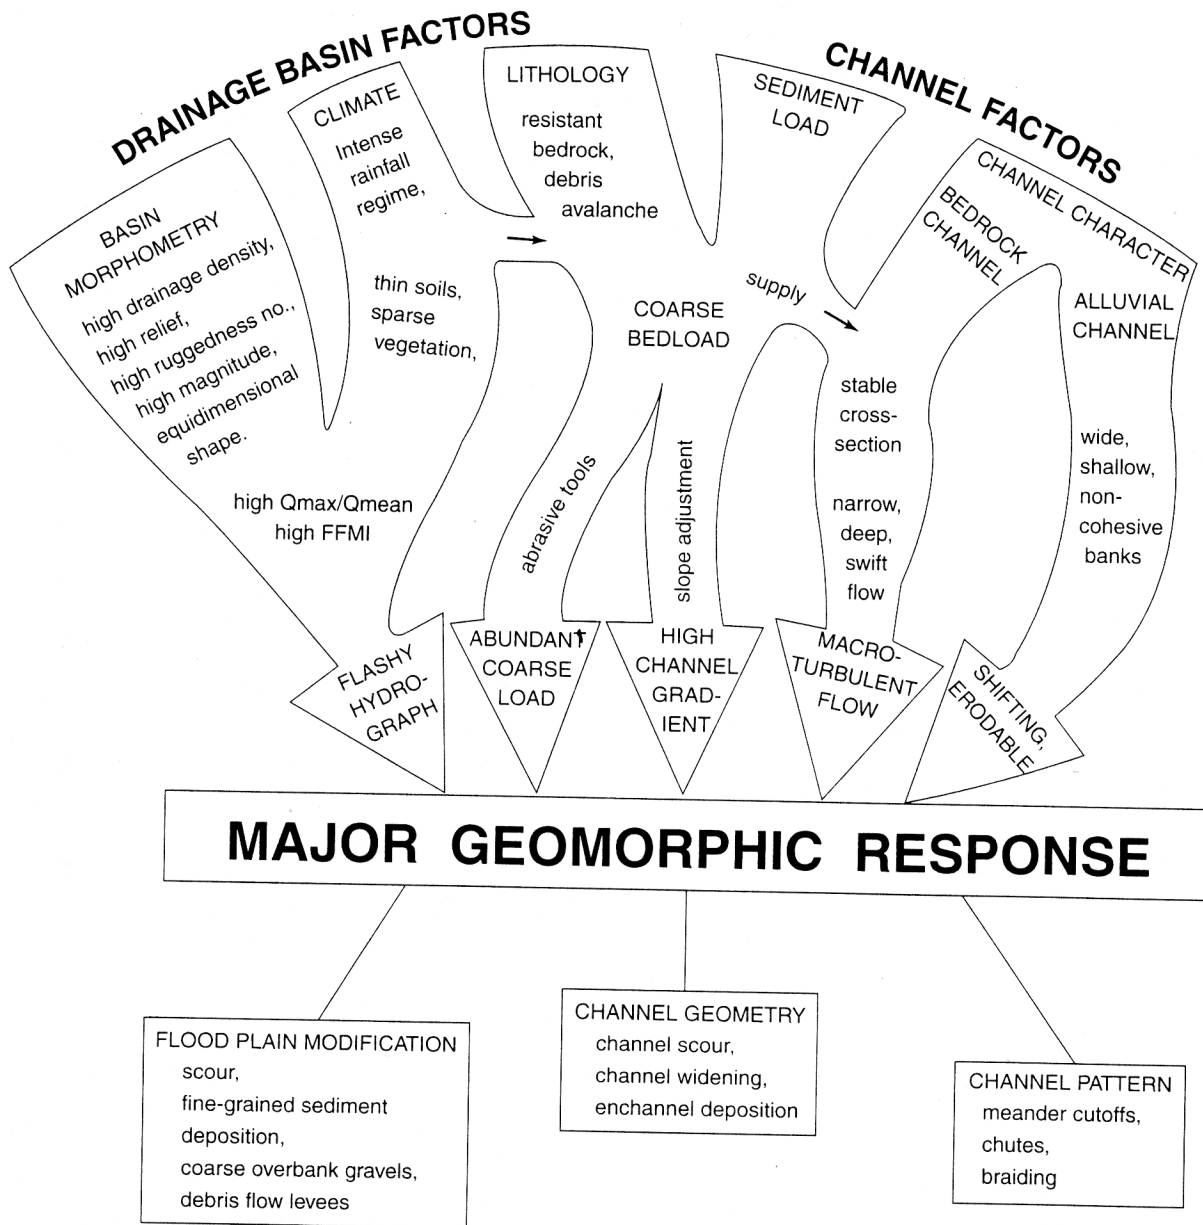 DRAINAGE BASIN FACTORS
CHANNEL FACTORS
BASIN
MORPHOMETRY
high drainage density,
high relief,
high ruggedness no.,
high magnitude,
equidimensional
shape.
CLIMATE
Intense
rainfall
regime,
thin soils,
sparse
vegetation,
high Qmax/Qmean
high FFMI
LITHOLOGY
resistant
bedrock,
debris
avalanche
SEDIMENT
LOAD
COARSE
BEDLOAD
supply
CHANNEL CHARACTER
BEDROCK
CHANNEL
ALLUVIAL
CHANNEL
stable
cross-
section
narrow,
deep,
swift
flow
wide,
shallow,
non-
cohesive
banks
abrasive tools
slope adjustment
FLASHY
HYDRO-
GRAPH
ABUNDANT
COARSE
LOAD
HIGH
CHANNEL
GRAD-
IENT
MACRO-
TURBULENT
FLOW
SHIFTING,
ERODABLE
MAJOR GEOMORPHIC RESPONSE
FLOOD PLAIN MODIFICATION
scour,
fine-grained sediment
deposition,
coarse overbank gravels,
debris flow levees
CHANNEL GEOMETRY
channel scour,
channel widening,
enchannel deposition
CHANNEL PATTERN
meander cutoffs,
chutes,
braiding